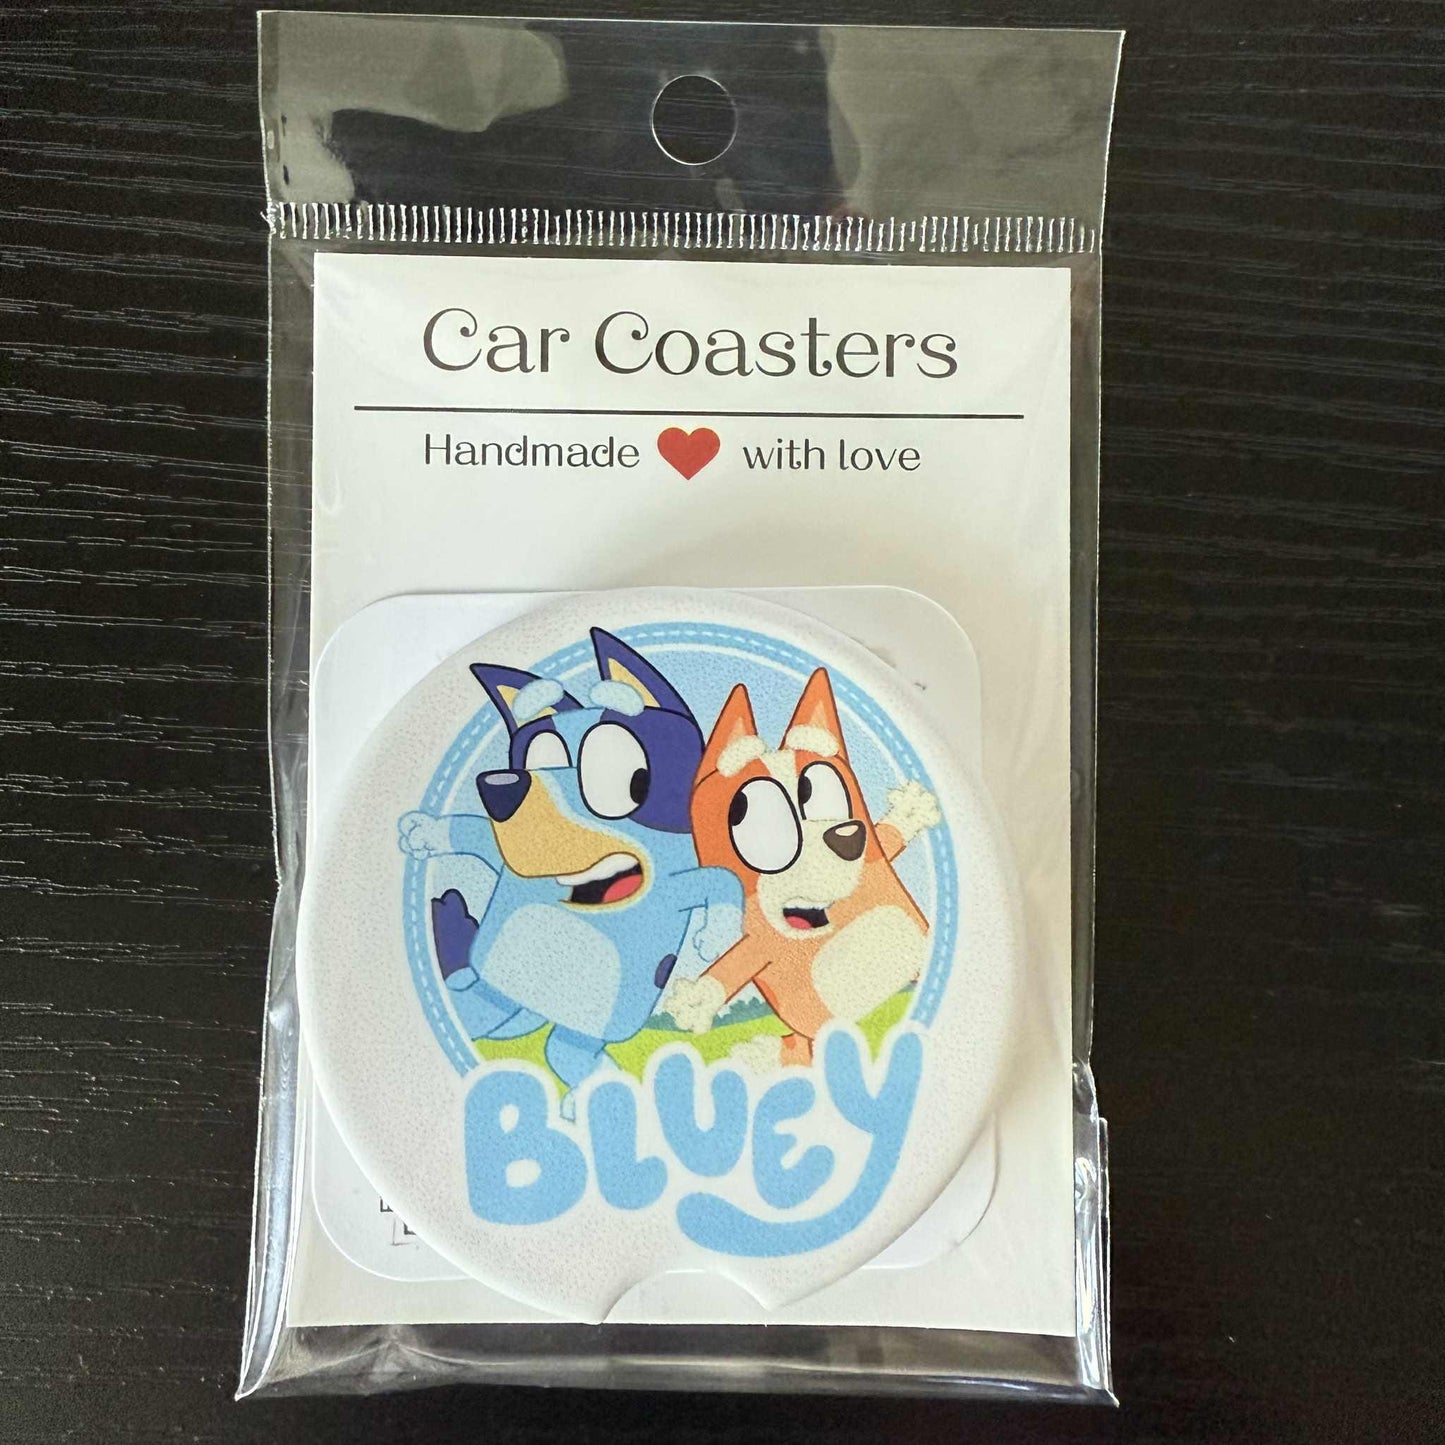 Car Coasters
Handmade ❤ with love
BLUEY